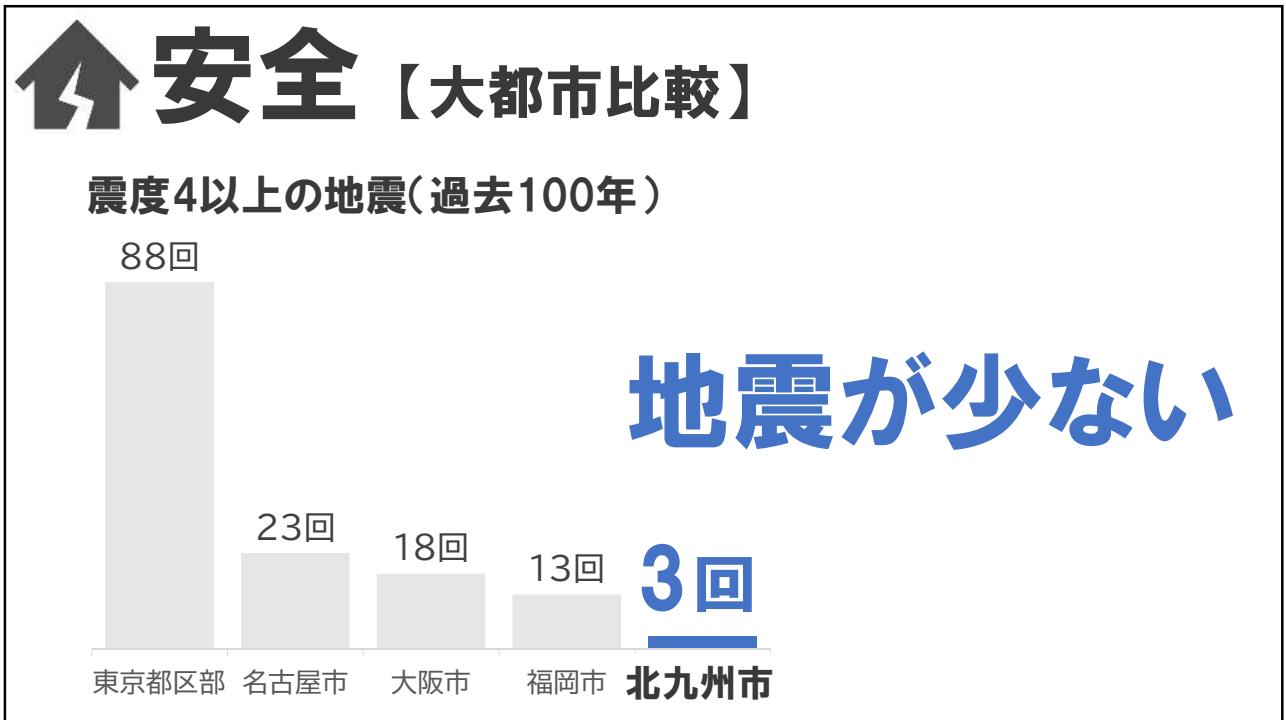 安全【大都市比較】
震度4以上の地震(過去100年)
88回
地震が少ない
23回
18回
13回
3回
東京都区部
名古屋市
大阪市
福岡市
北九州市